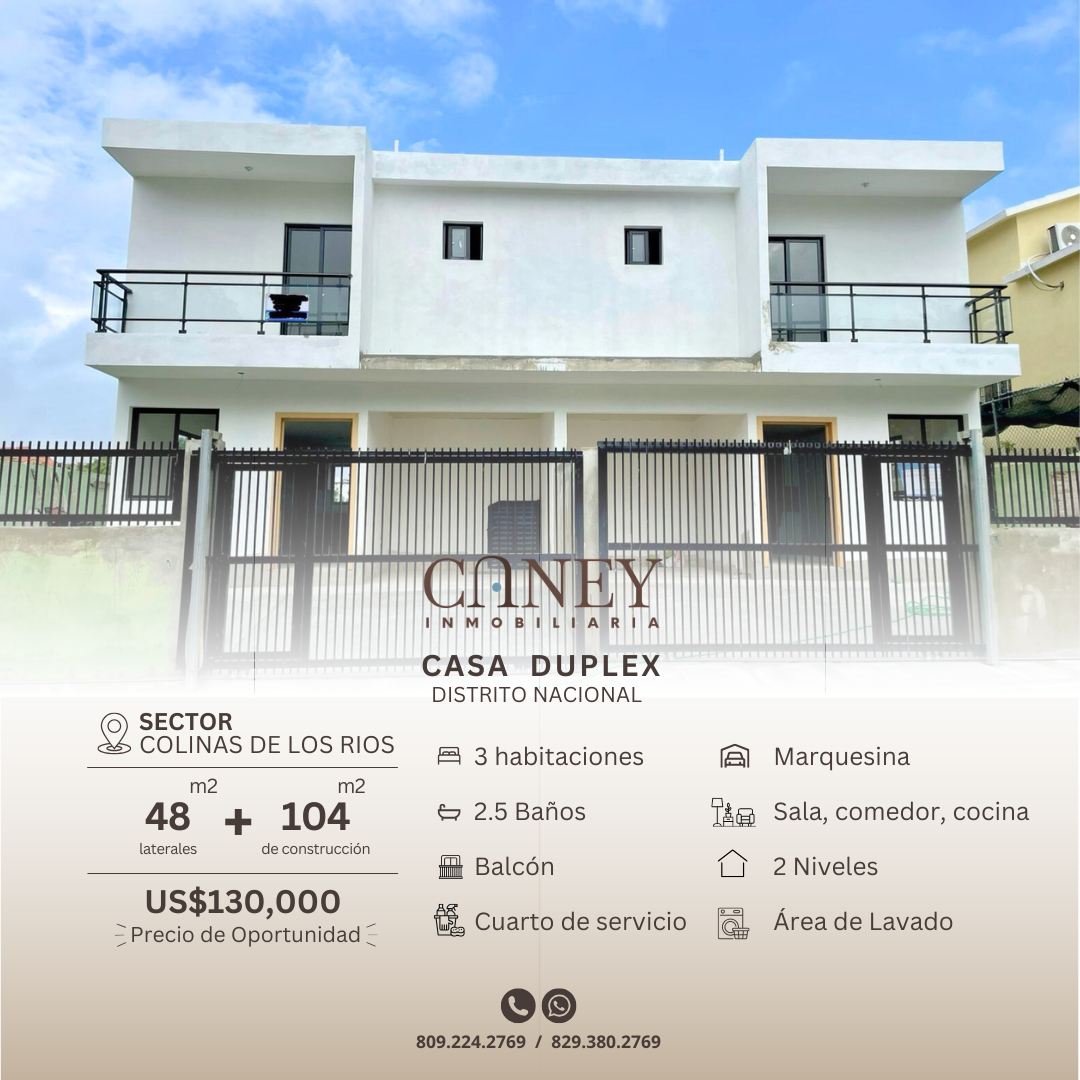 CANEY
INMOBILIARIA
CASA DUPLEX
DISTRITO NACIONAL
SECTOR
COLINAS DE LOS RIOS
m2 m2
48 + 104
laterales de construcción
US$130,000
Precio de Oportunidad
3 habitaciones
2.5 Baños
Balcón
Cuarto de servicio
Marquesina
Sala, comedor, cocina
2 Niveles
Área de Lavado
809.224.2769 / 829.380.2769